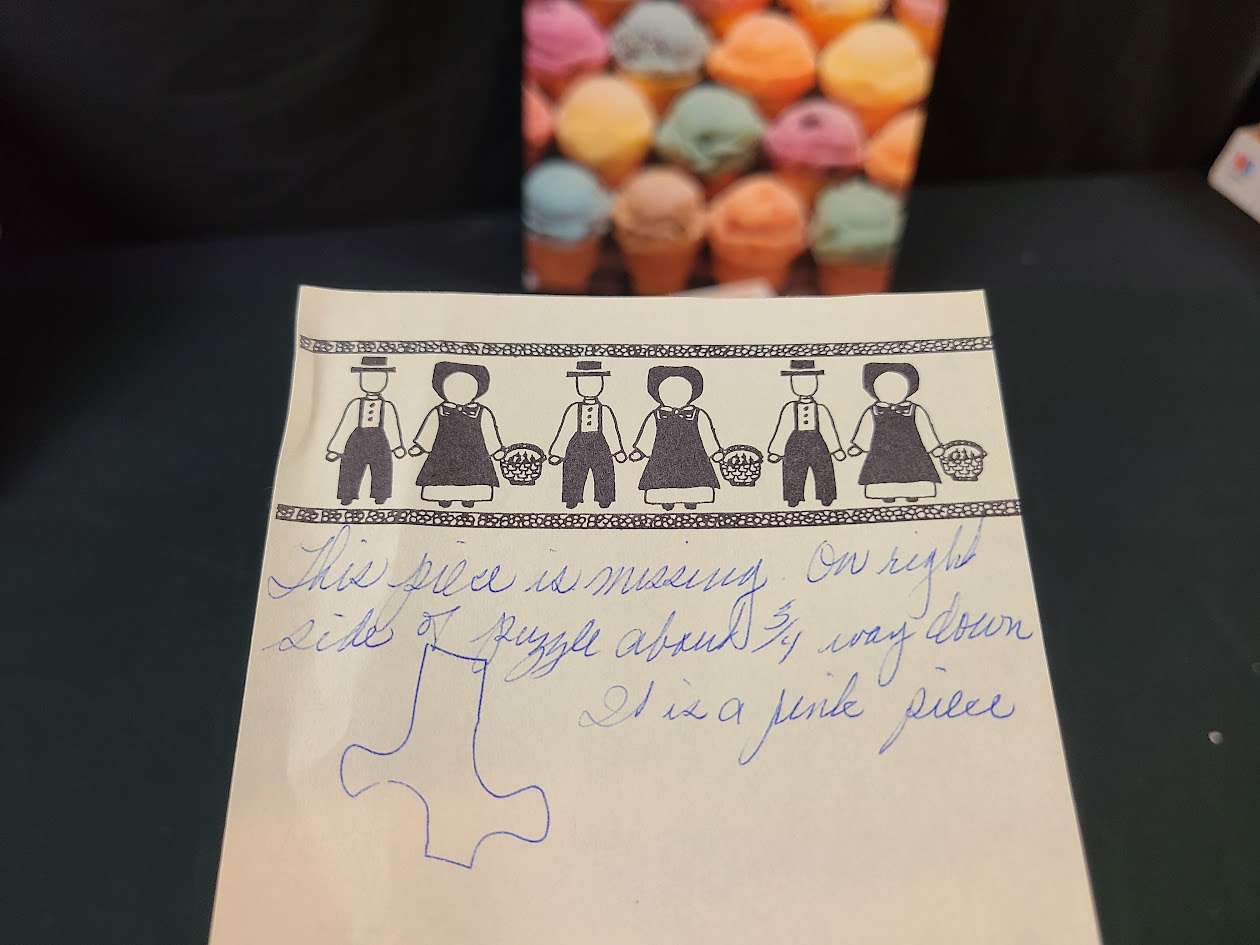 This piece is missing. On right
side of puzzle about 3/4 way down
It is a pink piece